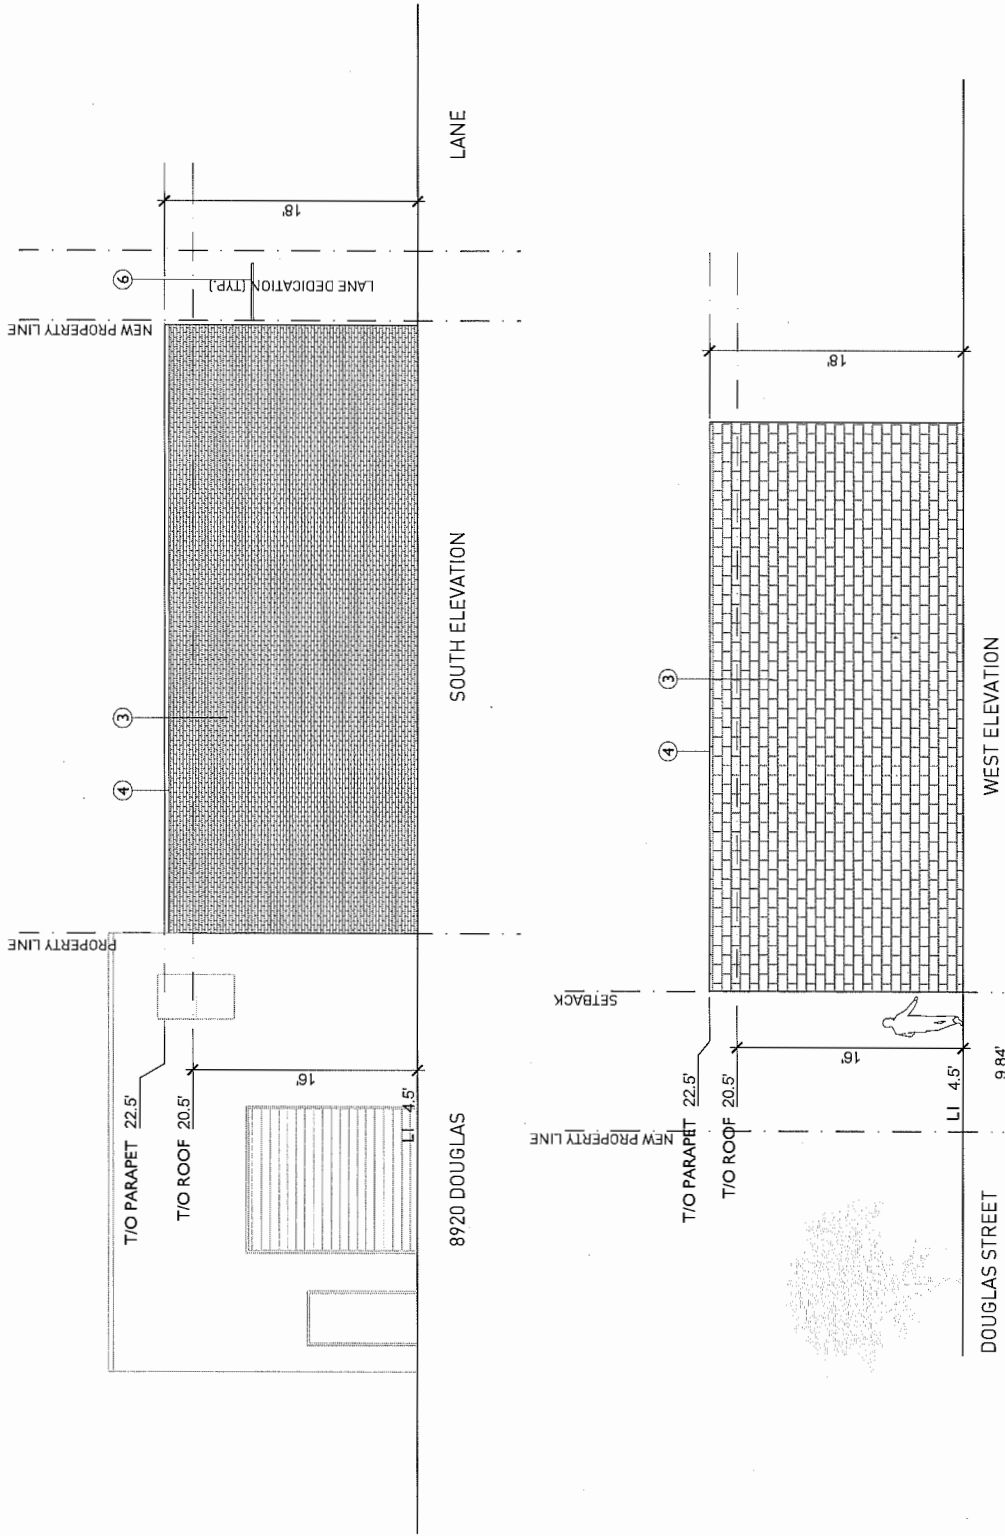 NEW PROPERTY LINE
PROPERTY LINE
6
4
3
LANE DEDICATION (TYP.)
18'
T/O PARAPET 22.5'
T/O ROOF 20.5'
16'
L1 4.5'
8920 DOUGLAS
SOUTH ELEVATION
LANE
SETBACK
NEW PROPERTY LINE
4
3
18'
T/O PARAPET 22.5'
T/O ROOF 20.5'
16'
L1 4.5'
9.84'
DOUGLAS STREET
WEST ELEVATION